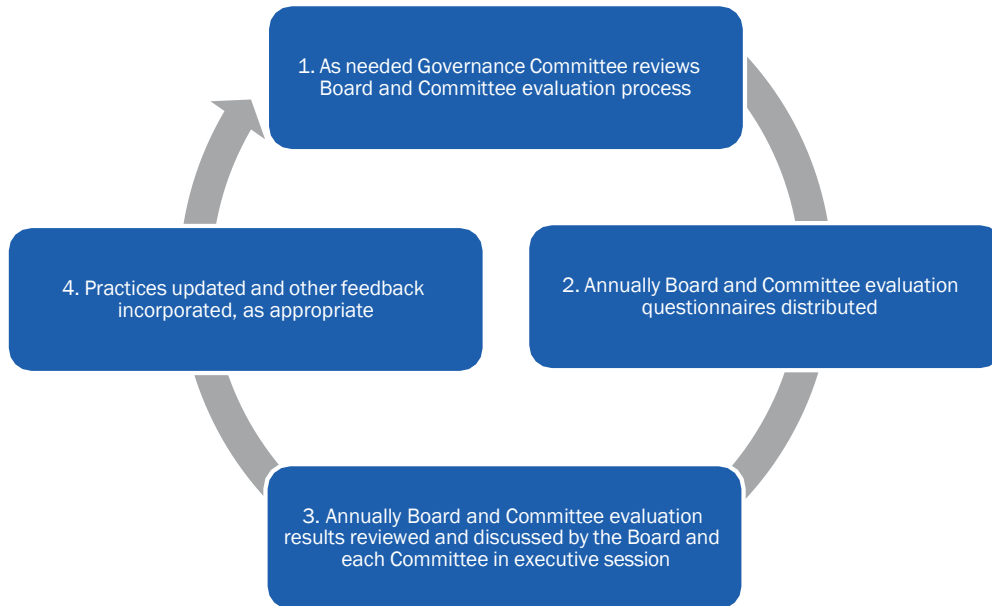 1. As needed Governance Committee reviews
Board and Committee evaluation process
2. Annually Board and Committee evaluation
questionnaires distributed
3. Annually Board and Committee evaluation
results reviewed and discussed by the Board and
each Committee in executive session
4. Practices updated and other feedback
incorporated, as appropriate